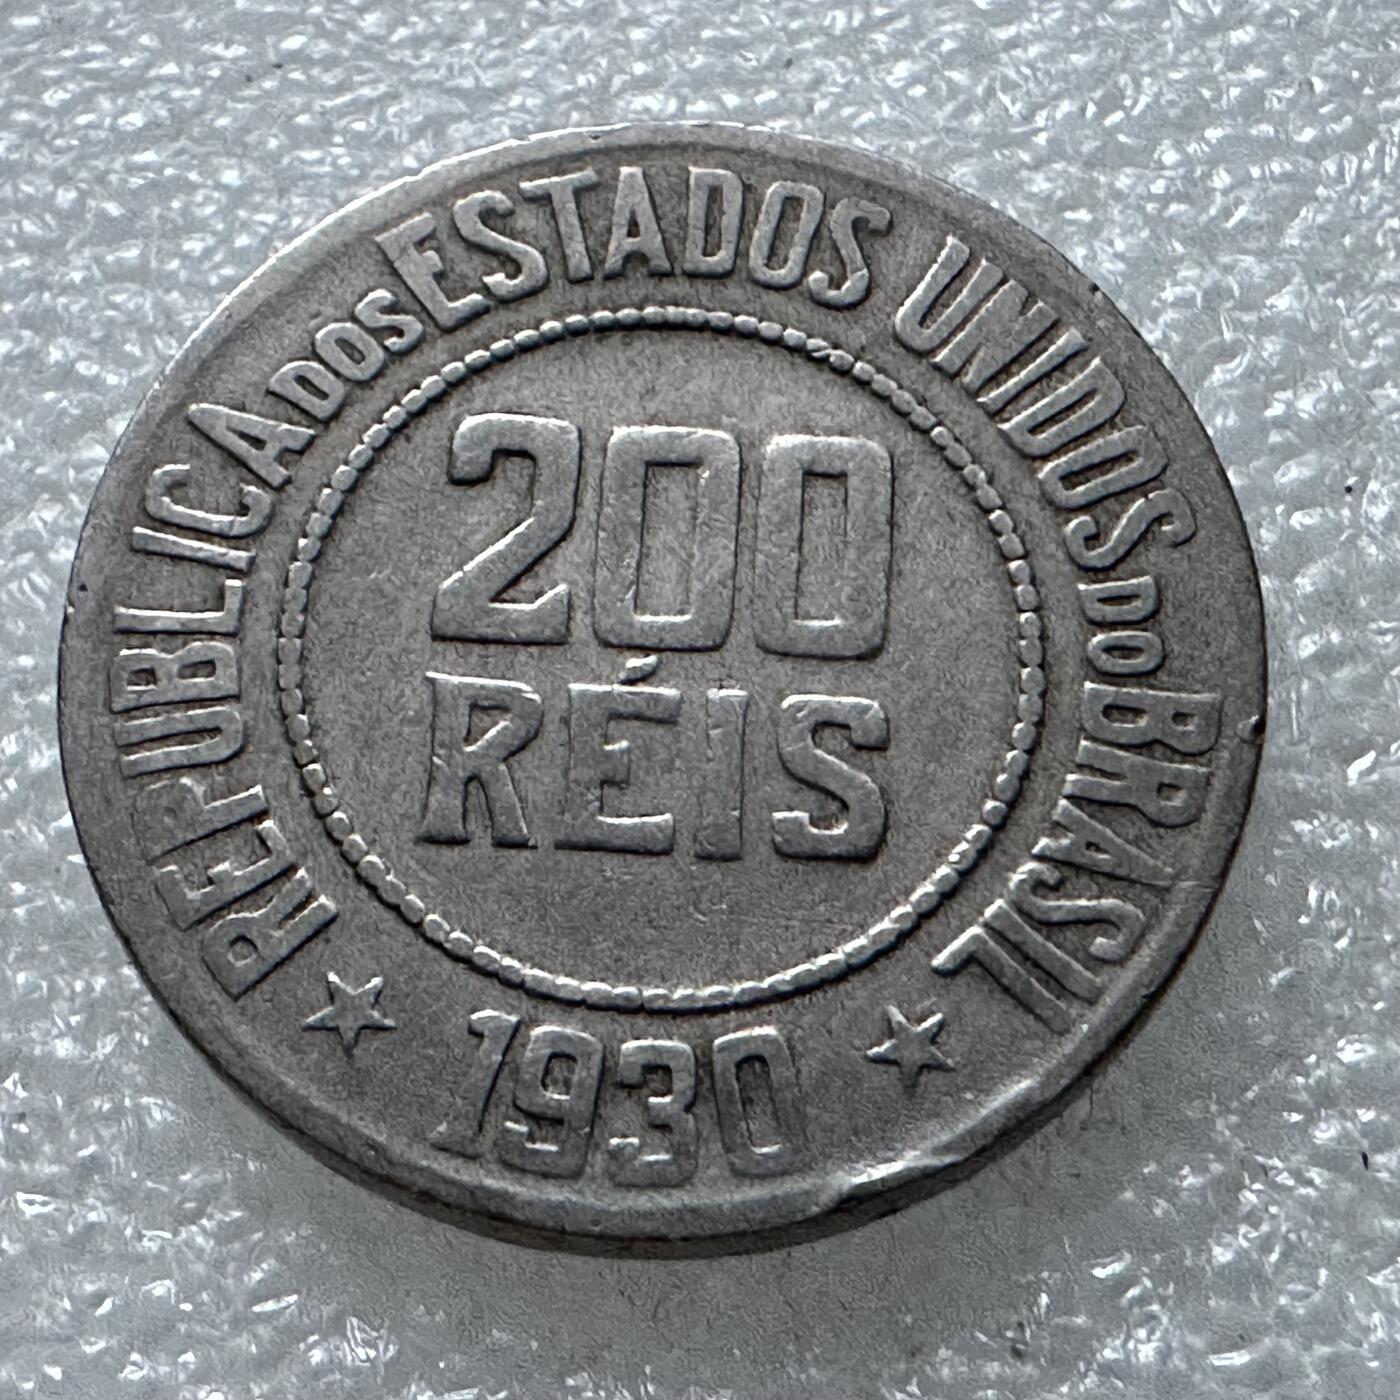 REPUBLICA DOS ESTADOS UNIDOS DO BRASIL
200
RÉIS
1930